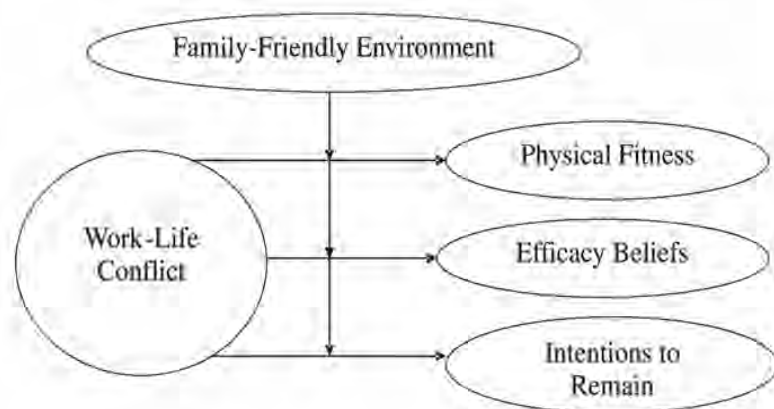 Family-Friendly Environment
Physical Fitness
Work-Life
Conflict
Efficacy Beliefs
Intentions to
Remain